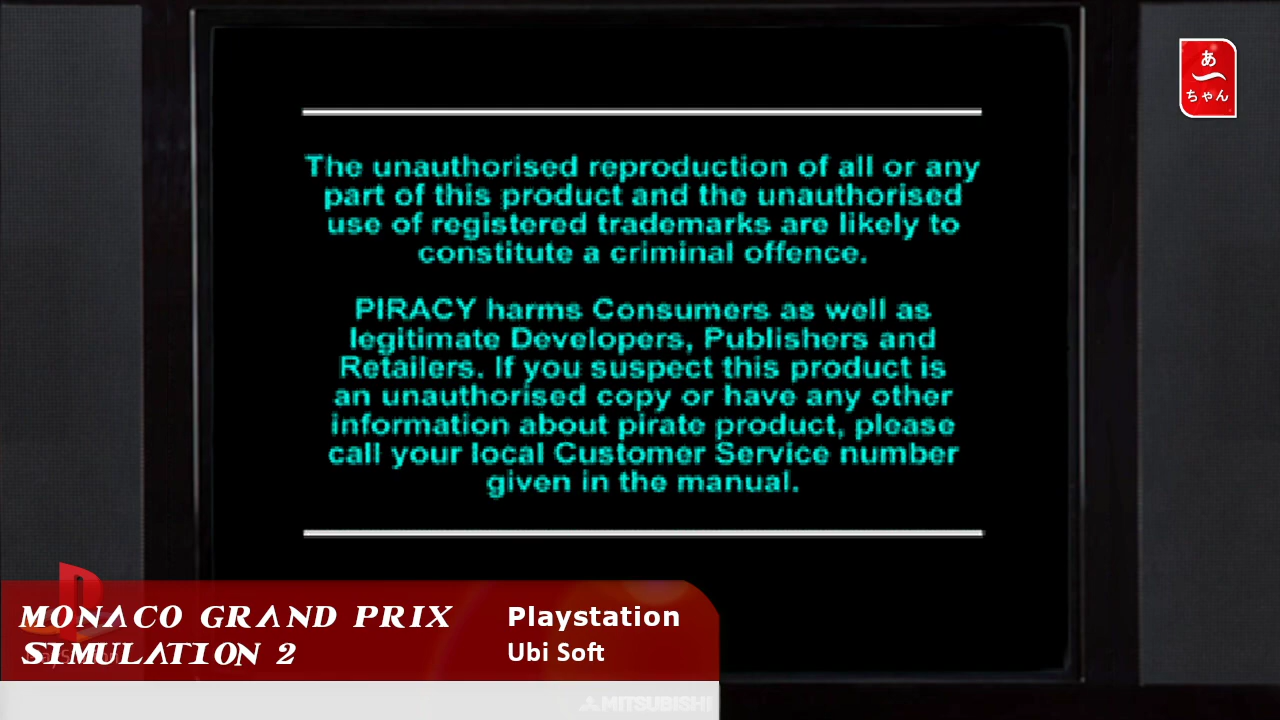 あ
ー
ちゃん
The unauthorised reproduction of all or any
part of this product and the unauthorised
use of registered trademarks are likely to
constitute a criminal offence.
PIRACY harms Consumers as well as
legitimate Developers, Publishers and
Retailers. If you suspect this product is
an unauthorised copy or have any other
information about pirate product, please
call your local Customer Service number
given in the manual.
MONACO GRAND PRIX
SIMULATION 2
Playstation
Ubi Soft
MITSUBISHI